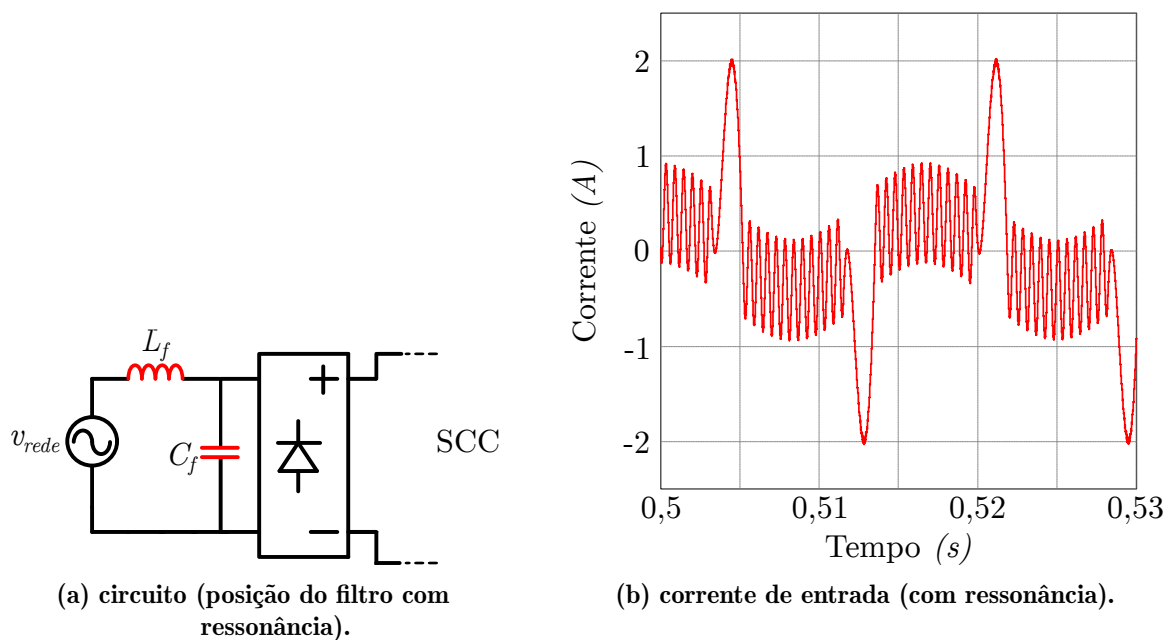 L_f
v_rede
C_f
+
−
SCC
(a) circuito (posição do filtro com
ressonância).
Corrente (A)
2
1
0
-1
-2
0,5
0,51
0,52
0,53
Tempo (s)
(b) corrente de entrada (com ressonância).